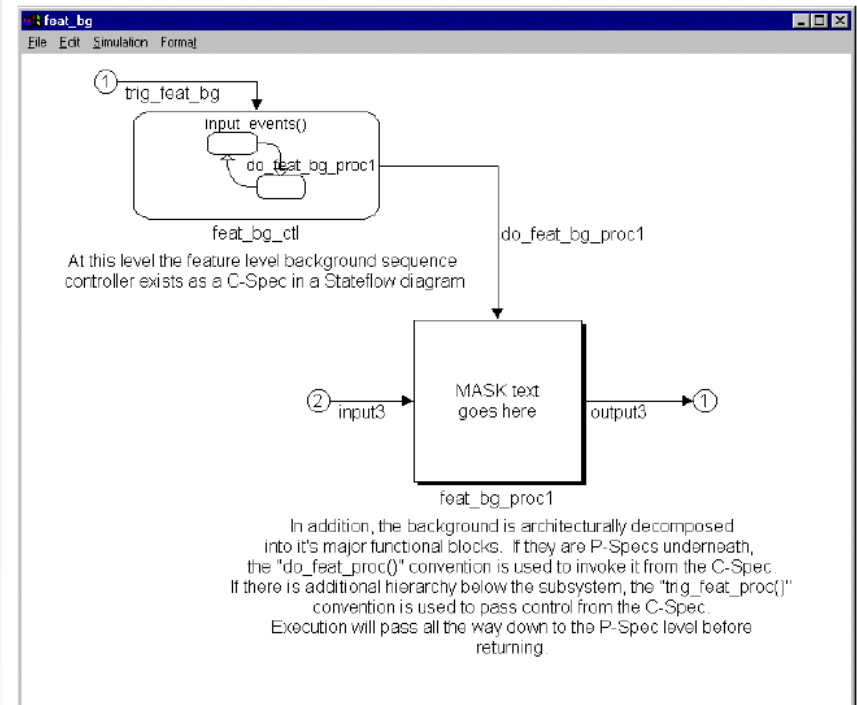 feat_bg
File Edit Simulation Format
1
trig_feat_bg
input_events()
do_feat_bg_proc1
feat_bg_ctl
do_feat_bg_proc1
At this level the feature level background sequence
controller exists as a C-Spec in a Stateflow diagram
MASK text
goes here
2
input3
output3
1
feat_bg_proc1
In addition, the background is architecturally decomposed
into it's major functional blocks. If they are P-Specs underneath,
the "do_feat_proc()" convention is used to invoke it from the C-Spec.
If there is additional hierarchy below the subsystem, the "trig_feat_proc()"
convention is used to pass control from the C-Spec.
Execution will pass all the way down to the P-Spec level before
returning.